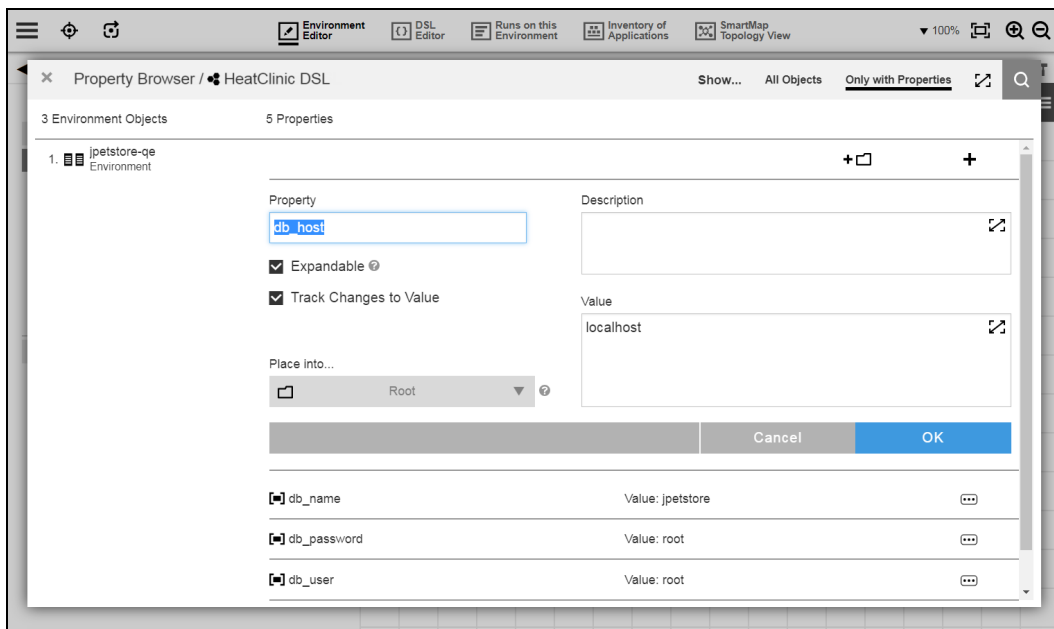 Environment Editor
DSL Editor
Runs on this Environment
Inventory of Applications
SmartMap Topology View
100%
Property Browser / HeatClinic DSL
Show... All Objects Only with Properties
3 Environment Objects 5 Properties
1. jpetstore-qe
Environment
Property Description
db_host
Expandable
Track Changes to Value
Value
localhost
Place into...
Root
Cancel OK
db_name Value: jpetstore
db_password Value: root
db_user Value: root